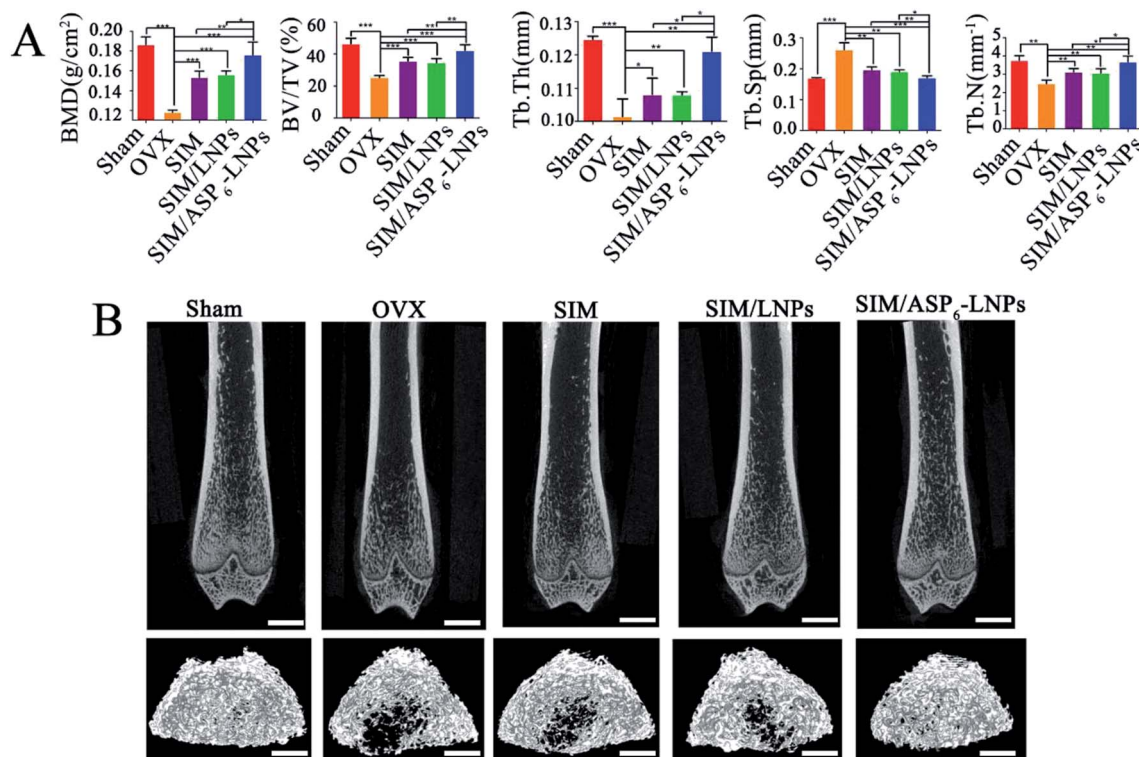 A
BMD(g/cm²)
0.20
0.18
0.16
0.14
0.12
***
***
***
***
**
*
Sham
OVX
SIM
SIM/LNPs
SIM/ASP₆-LNPs
BV/TV (%)
60
40
20
0
***
***
***
***
**
**
Sham
OVX
SIM
SIM/LNPs
SIM/ASP₆-LNPs
Tb.Th(mm)
0.13
0.12
0.11
0.10
***
*
**
**
*
*
Sham
OVX
SIM
SIM/LNPs
SIM/ASP₆-LNPs
Tb.Sp(mm)
0.3
0.2
0.1
0.0
***
**
**
***
**
*
Sham
OVX
SIM
SIM/LNPs
SIM/ASP₆-LNPs
Tb.N(mm⁻¹)
5
4
3
2
1
0
**
**
**
*
*
*
Sham
OVX
SIM
SIM/LNPs
SIM/ASP₆-LNPs
B
Sham
OVX
SIM
SIM/LNPs
SIM/ASP₆-LNPs